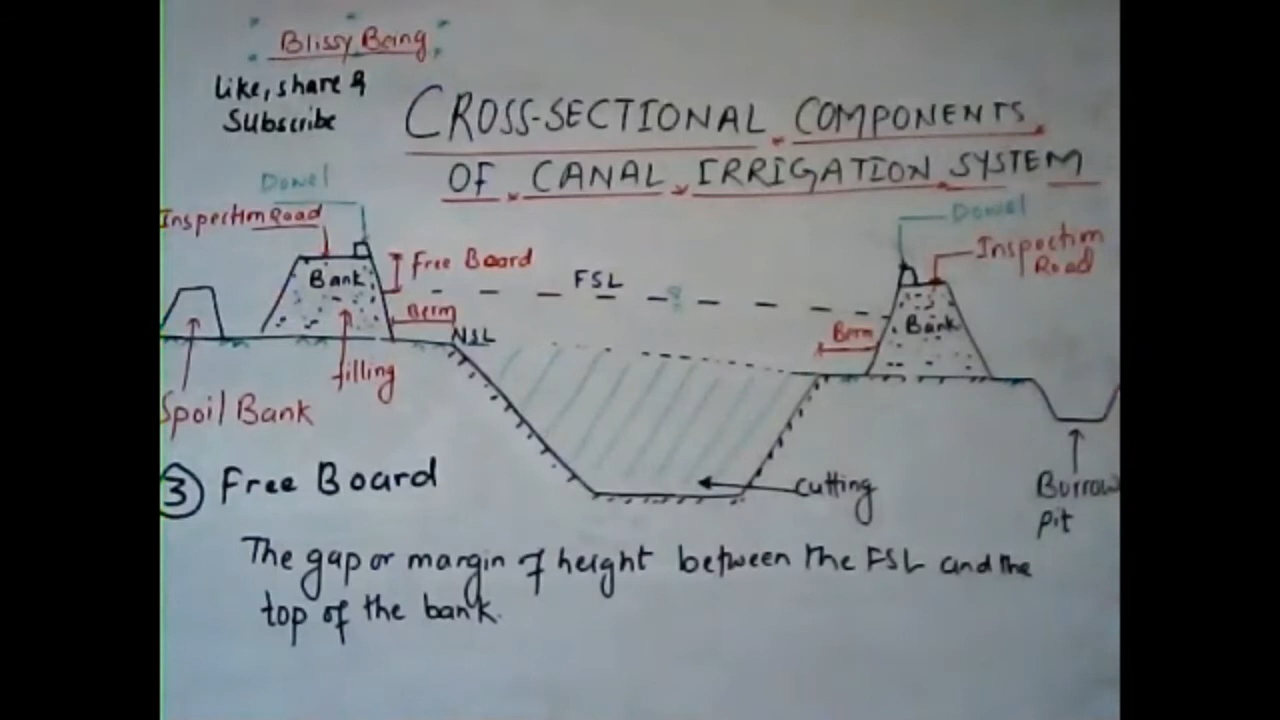 Blissy Being
Like, share &
Subscribe
CROSS-SECTIONAL COMPONENTS
OF CANAL IRRIGATION SYSTEM
Dowel
Inspection Road
Bank
Free Board
FSL
Berm
NSL
filling
Spoil Bank
Dowel
Inspection
Road
Bank
Berm
cutting
Burrow
pit
3 Free Board
The gap or margin of height between the FSL and the
top of the bank.